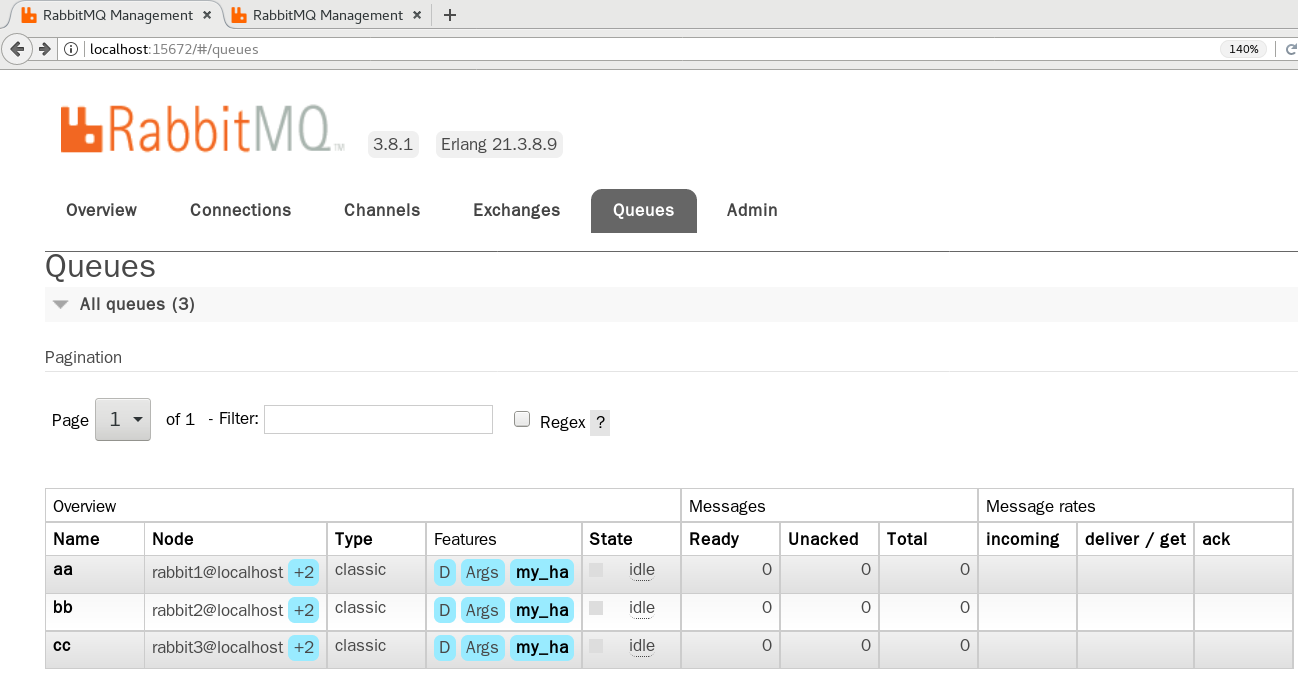 RabbitMQ Management × RabbitMQ Management × +
localhost:15672/#/queues 140%
RabbitMQ™ 3.8.1 Erlang 21.3.8.9
Overview Connections Channels Exchanges Queues Admin
Queues
All queues (3)
Pagination
Page 1 of 1 - Filter: Regex ?
Overview Messages Message rates
Name Node Type Features State Ready Unacked Total incoming deliver / get ack
aa rabbit1@localhost +2 classic D Args my_ha idle 0 0 0
bb rabbit2@localhost +2 classic D Args my_ha idle 0 0 0
cc rabbit3@localhost +2 classic D Args my_ha idle 0 0 0